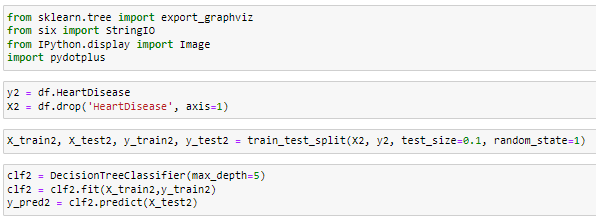 from sklearn.tree import export_graphviz
from six import StringIO
from IPython.display import Image
import pydotplus
y2 = df.HeartDisease
X2 = df.drop('HeartDisease', axis=1)
X_train2, X_test2, y_train2, y_test2 = train_test_split(X2, y2, test_size=0.1, random_state=1)
clf2 = DecisionTreeClassifier(max_depth=5)
clf2 = clf2.fit(X_train2,y_train2)
y_pred2 = clf2.predict(X_test2)